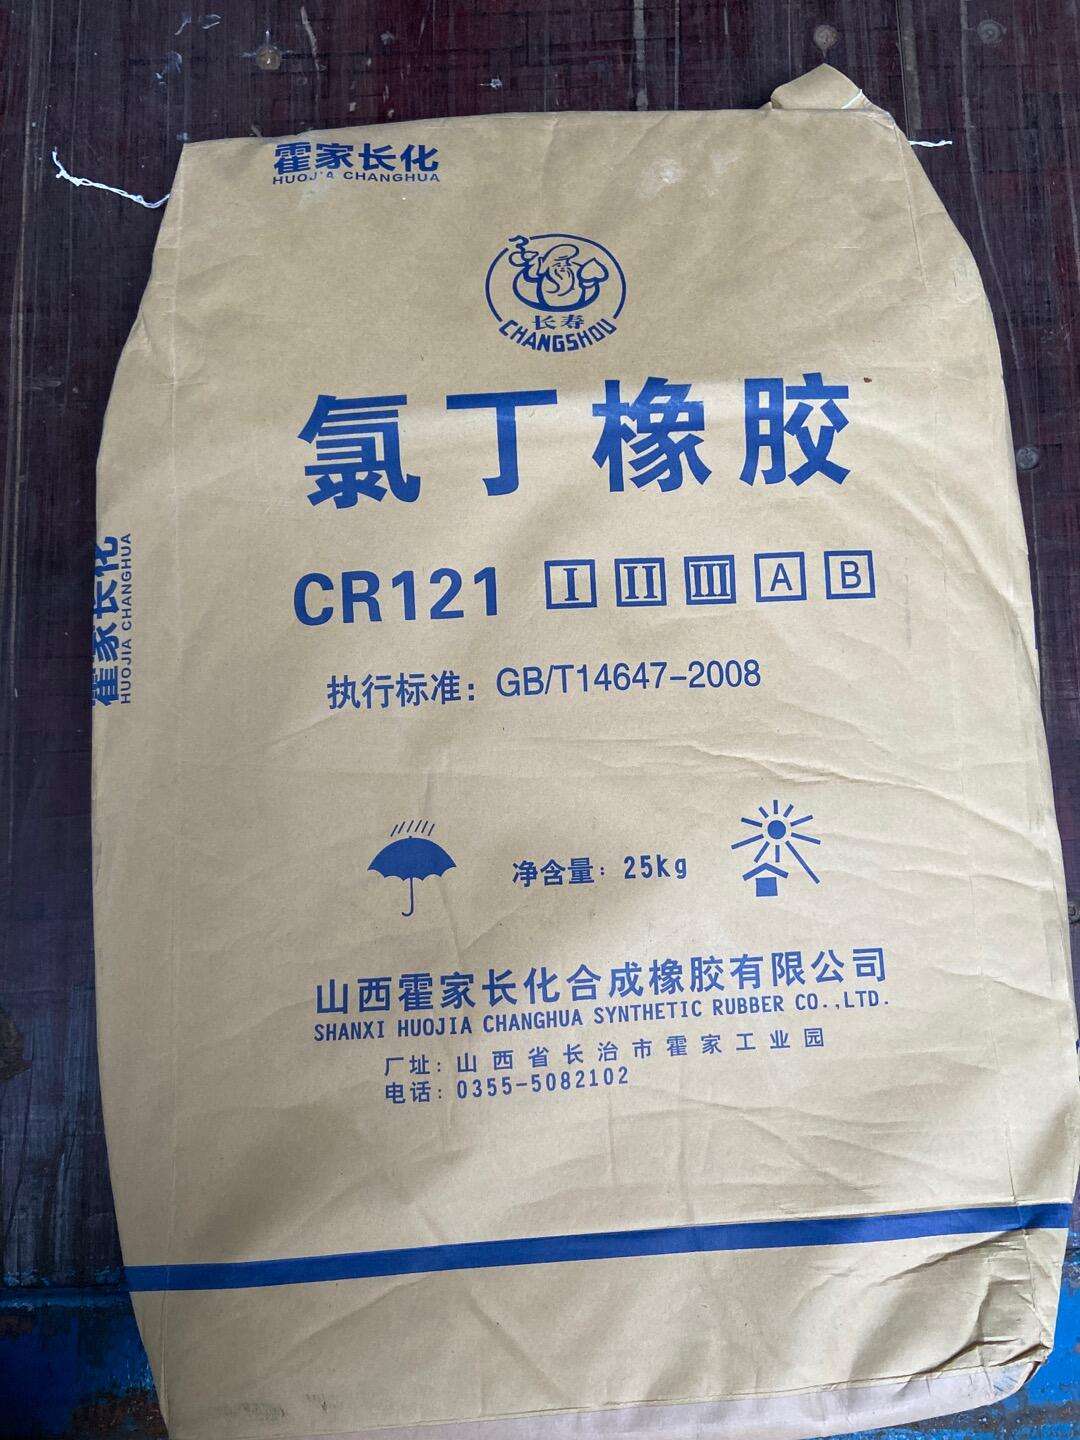 霍家长化
HUOJIA CHANGHUA
长寿
CHANGSHOU
氯丁橡胶
CR121 I II III A B
执行标准：GB/T14647-2008
霍家长化
HUOJIA CHANGHUA
净含量：25kg
山西霍家长化合成橡胶有限公司
SHANXI HUOJIA CHANGHUA SYNTHETIC RUBBER CO.,LTD.
厂址：山西省长治市霍家工业园
电话：0355-5082102